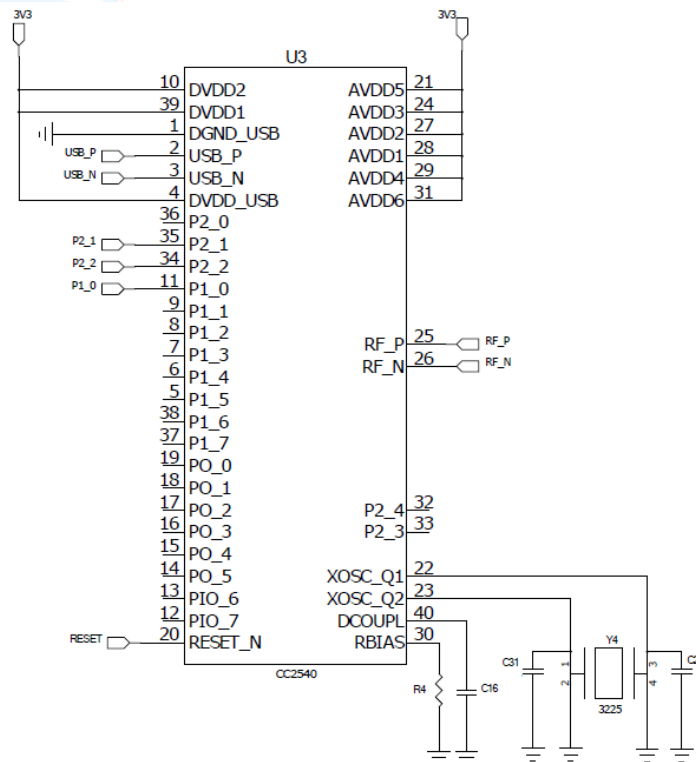 3V3 3V3
U3
10 DVDD2 AVDD5 21
39 DVDD1 AVDD3 24
1 DGND_USB AVDD2 27
USB_P 2 USB_P AVDD1 28
USB_N 3 USB_N AVDD4 29
4 DVDD_USB AVDD6 31
36 P2_0
P2_1 35 P2_1
P2_2 34 P2_2
P1_0 11 P1_0
9 P1_1
8 P1_2
7 P1_3 RF_P 25 RF_P
6 P1_4 RF_N 26 RF_N
5 P1_5
38 P1_6
37 P1_7
19 PO_0
18 PO_1
17 PO_2 P2_4 32
16 PO_3 P2_3 33
15 PO_4
14 PO_5 XOSC_Q1 22
13 PIO_6 XOSC_Q2 23
12 PIO_7 DCOUPL 40
RESET 20 RESET_N RBIAS 30
CC2540
Y4
C31 1 3
R4 C16 2 4
3225